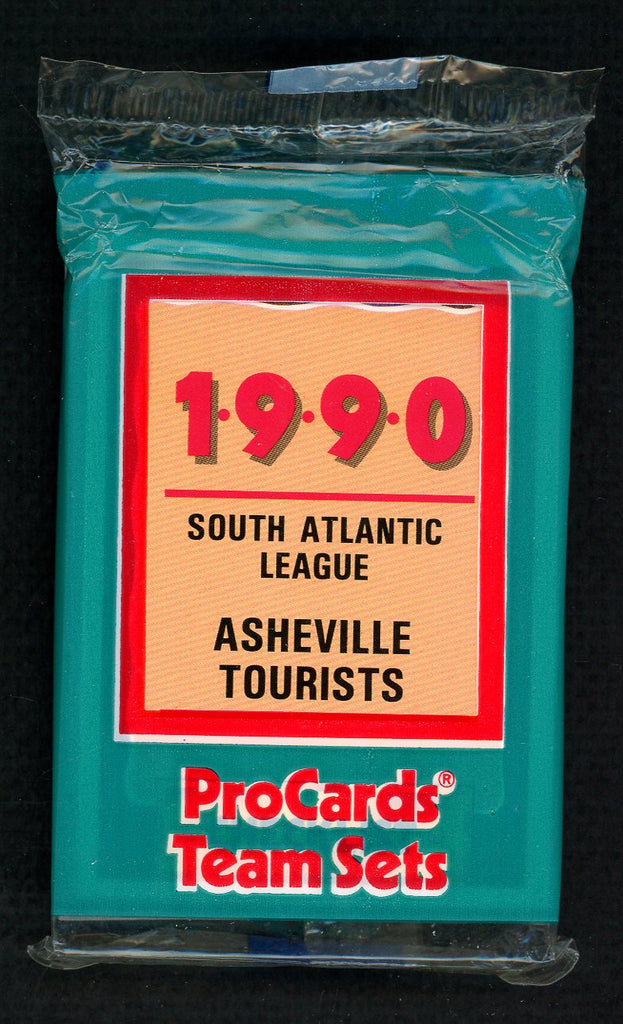 1·9·9·0
SOUTH ATLANTIC
LEAGUE
ASHEVILLE
TOURISTS
ProCards®
Team Sets